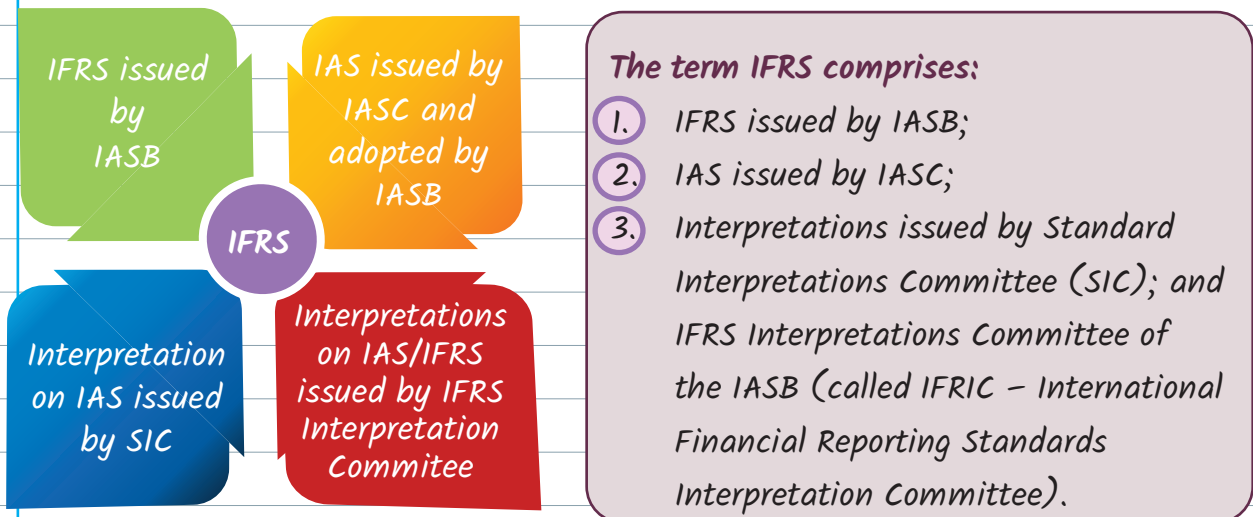 IFRS issued
by
IASB
IAS issued by
IASC and
adopted by
IASB
IFRS
Interpretation
on IAS issued
by SIC
Interpretations
on IAS/IFRS
issued by IFRS
Interpretation
Commitee
The term IFRS comprises:
1. IFRS issued by IASB;
2. IAS issued by IASC;
3. Interpretations issued by Standard
Interpretations Committee (SIC); and
IFRS Interpretations Committee of
the IASB (called IFRIC – International
Financial Reporting Standards
Interpretation Committee).